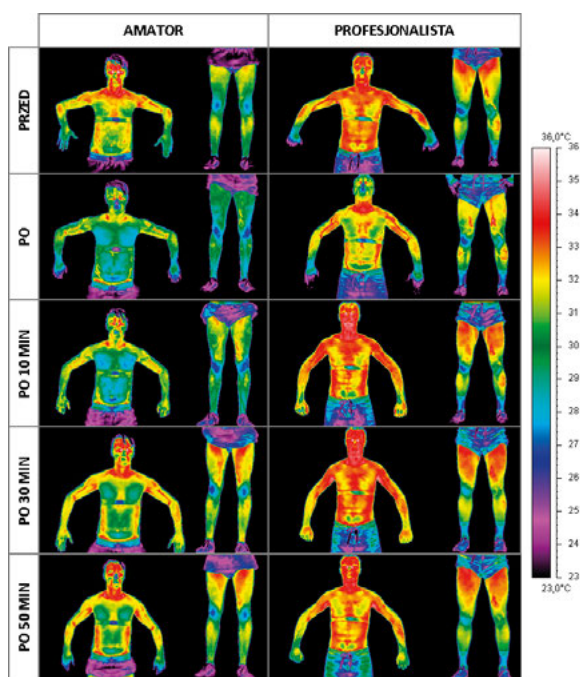 AMATOR PROFESJONALISTA
PRZED
PO
PO 10 MIN
PO 30 MIN
PO 50 MIN
36,0°C
36
35
34
33
32
31
30
29
28
27
26
25
24
23
23,0°C